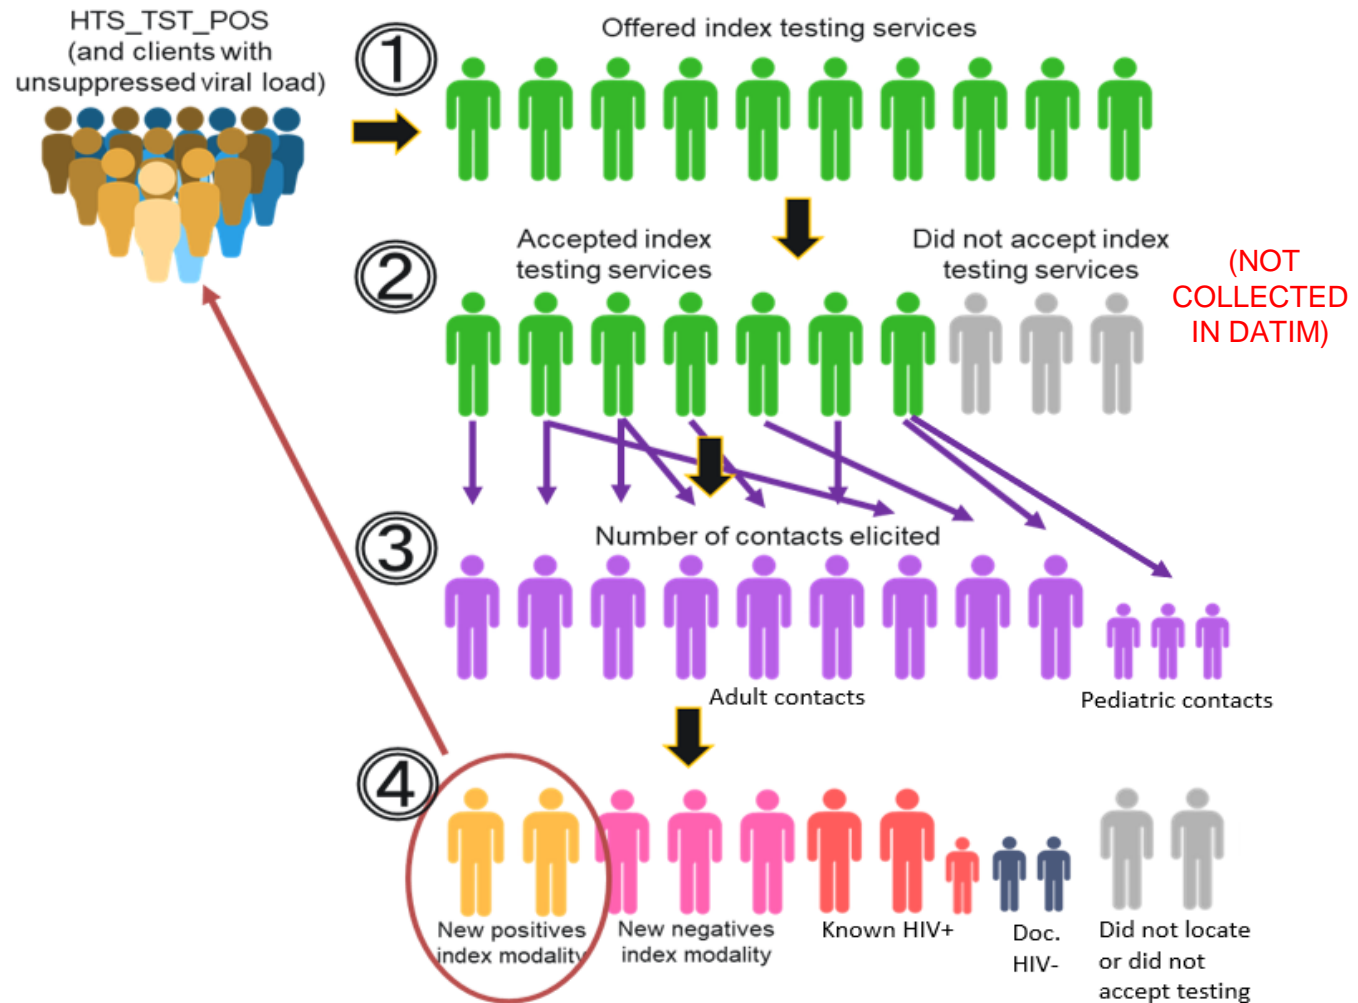 HTS_TST_POS
(and clients with
unsuppressed viral load)
1
Offered index testing services
2
Accepted index
testing services
Did not accept index
testing services
(NOT
COLLECTED
IN DATIM)
3
Number of contacts elicited
Adult contacts
Pediatric contacts
4
New positives
index modality
New negatives
index modality
Known HIV+
Doc.
HIV-
Did not locate
or did not
accept testing